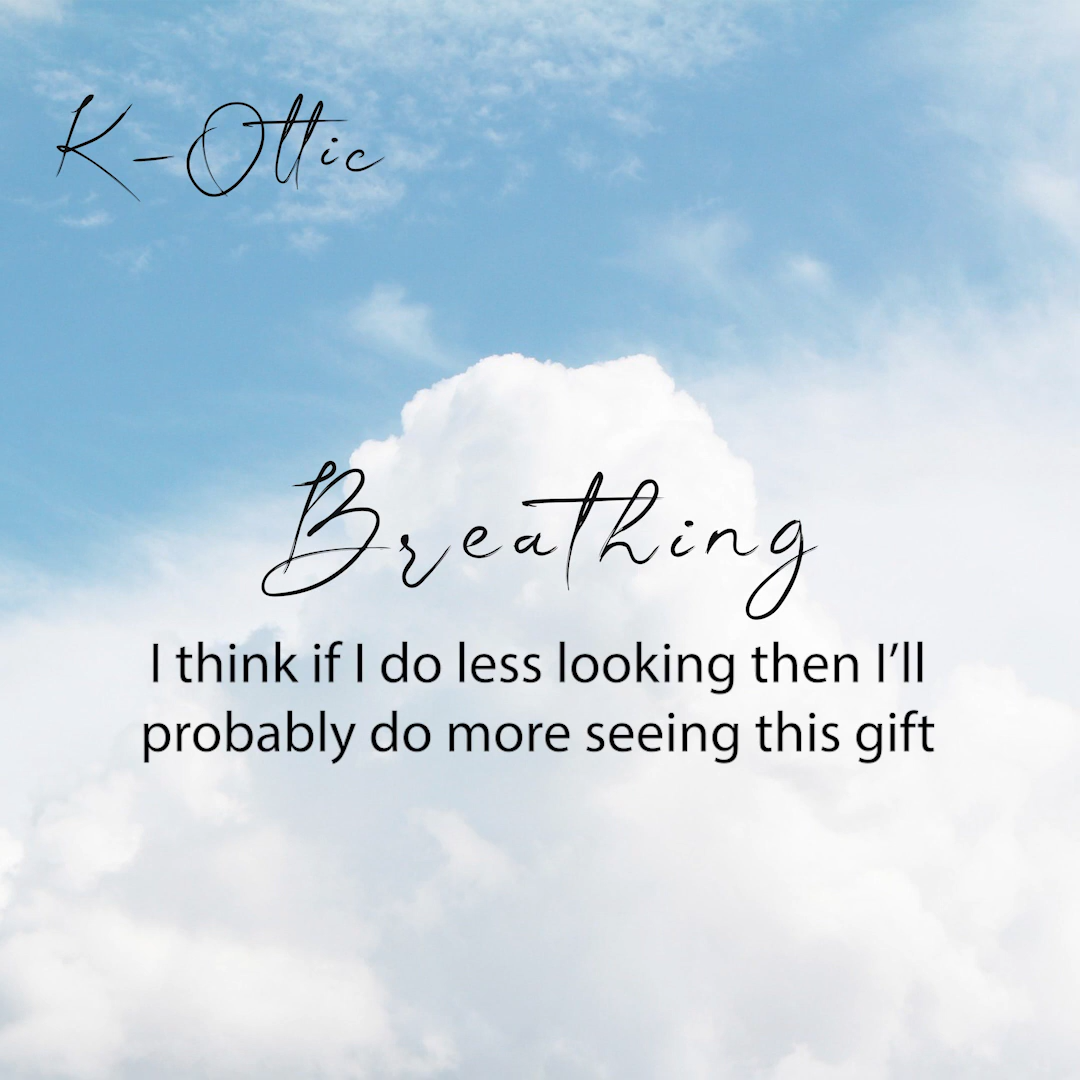 K-Ottic
Breathing
I think if I do less looking then I’ll
probably do more seeing this gift